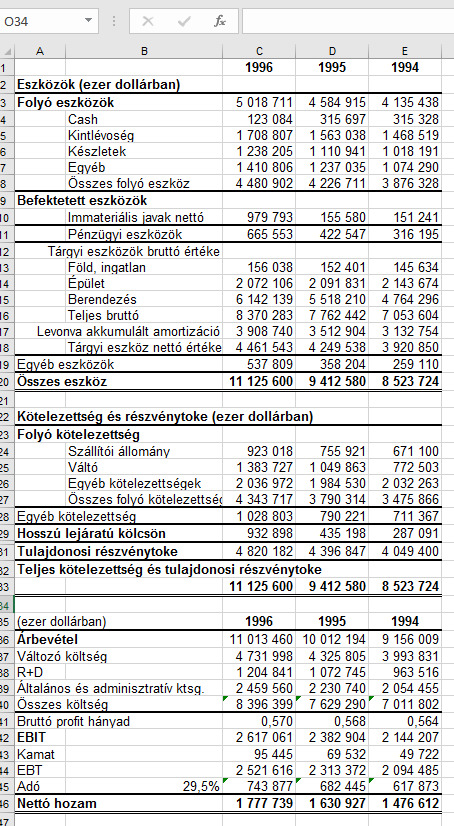 O34 fx
A B C D E
1 1996 1995 1994
2 Eszközök (ezer dollárban)
3 Folyó eszközök 5 018 711 4 584 915 4 135 438
4 Cash 123 084 315 697 315 328
5 Kintlévoség 1 708 807 1 563 038 1 468 519
6 Készletek 1 238 205 1 110 941 1 018 191
7 Egyéb 1 410 806 1 237 035 1 074 290
8 Összes folyó eszköz 4 480 902 4 226 711 3 876 328
9 Befektetett eszközök
10 Immateriális javak nettó 979 793 155 580 151 241
11 Pénzügyi eszközök 665 553 422 547 316 195
12 Tárgyi eszközök bruttó értéke
13 Föld, ingatlan 156 038 152 401 145 634
14 Épület 2 072 106 2 091 831 2 143 674
15 Berendezés 6 142 139 5 518 210 4 764 296
16 Teljes bruttó 8 370 283 7 762 442 7 053 604
17 Levonva akkumulált amortizáció 3 908 740 3 512 904 3 132 754
18 Tárgyi eszköz nettó értéke 4 461 543 4 249 538 3 920 850
19 Egyéb eszközök 537 809 358 204 259 110
20 Összes eszköz 11 125 600 9 412 580 8 523 724
21
22 Kötelezettség és részvénytoke (ezer dollárban)
23 Folyó kötelezettség
24 Szállítói állomány 923 018 755 921 671 100
25 Váltó 1 383 727 1 049 863 772 503
26 Egyéb kötelezettségek 2 036 972 1 984 530 2 032 263
27 Összes folyó kötelezettség 4 343 717 3 790 314 3 475 866
28 Egyéb kötelezettség 1 028 803 790 221 711 367
29 Hosszú lejáratú kölcsön 932 898 435 198 287 091
31 Tulajdonosi részvénytoke 4 820 182 4 396 847 4 049 400
32 Teljes kötelezettség és tulajdonosi részvénytoke
33 11 125 600 9 412 580 8 523 724
34
35 (ezer dollárban) 1996 1995 1994
36 Árbevétel 11 013 460 10 012 194 9 156 009
37 Változó költség 4 731 998 4 325 805 3 993 831
38 R+D 1 204 841 1 072 745 963 516
39 Általános és adminisztratív ktsg. 2 459 560 2 230 740 2 054 455
40 Összes költség 8 396 399 7 629 290 7 011 802
41 Bruttó profit hányad 0,570 0,568 0,564
42 EBIT 2 617 061 2 382 904 2 144 207
43 Kamat 95 445 69 532 49 722
44 EBT 2 521 616 2 313 372 2 094 485
45 Adó 29,5% 743 877 682 445 617 873
46 Nettó hozam 1 777 739 1 630 927 1 476 612
47